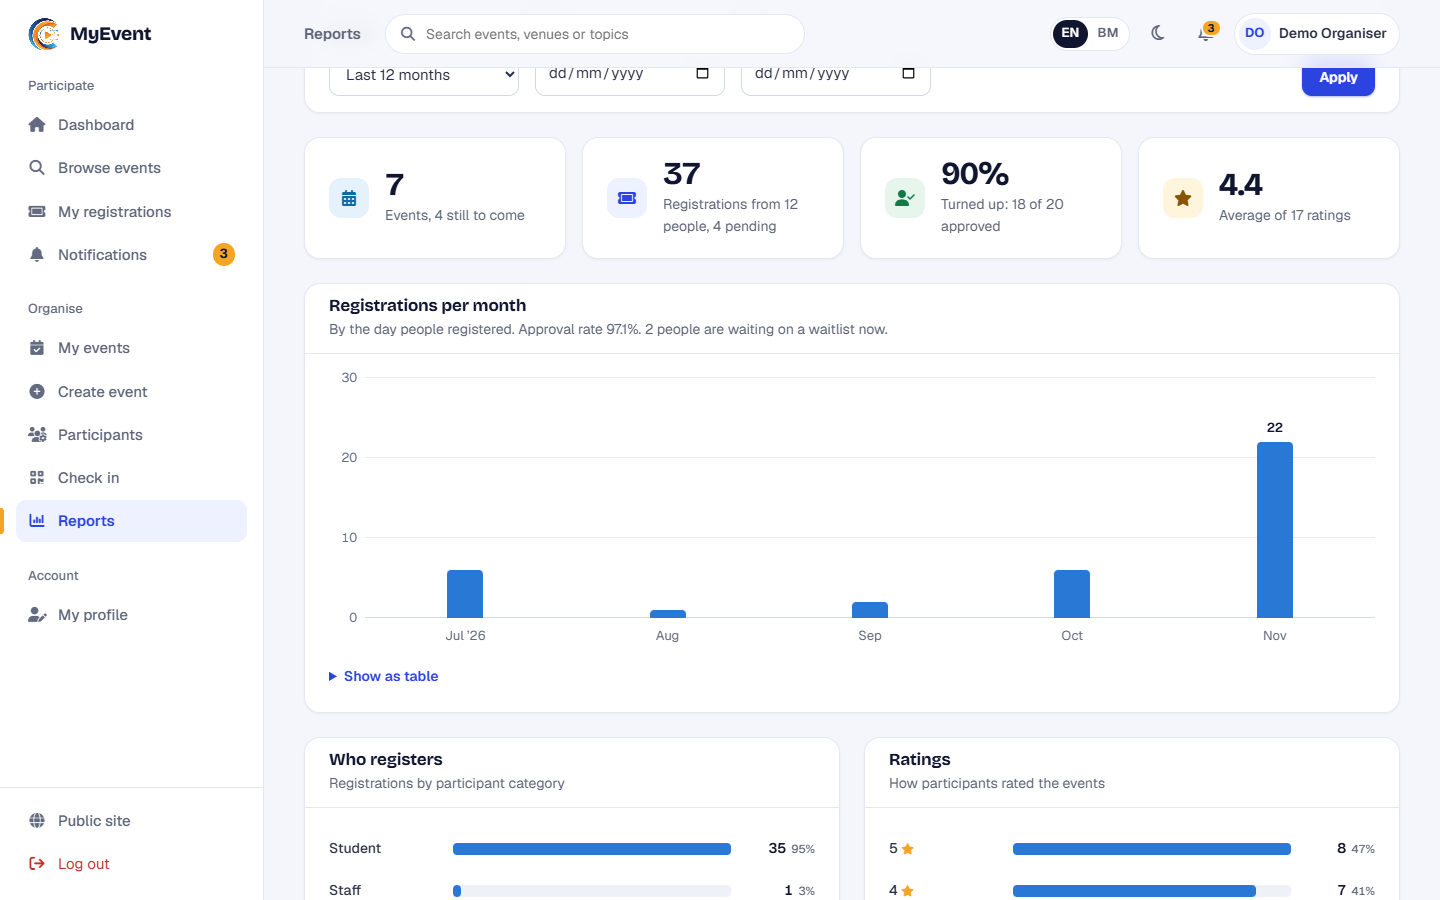 MyEvent
Participate
Dashboard
Browse events
My registrations
Notifications
3
Organise
My events
Create event
Participants
Check in
Reports
Account
My profile
Public site
Log out
Reports
Search events, venues or topics
EN
BM
3
DO
Demo Organiser
Last 12 months
dd/mm/yyyy
dd/mm/yyyy
Apply
7
Events, 4 still to come
37
Registrations from 12
people, 4 pending
90%
Turned up: 18 of 20
approved
4.4
Average of 17 ratings
Registrations per month
By the day people registered. Approval rate 97.1%. 2 people are waiting on a waitlist now.
30
20
10
0
22
Jul '26
Aug
Sep
Oct
Nov
Show as table
Who registers
Registrations by participant category
Student
35 95%
Staff
1 3%
Ratings
How participants rated the events
5
8 47%
4
7 41%